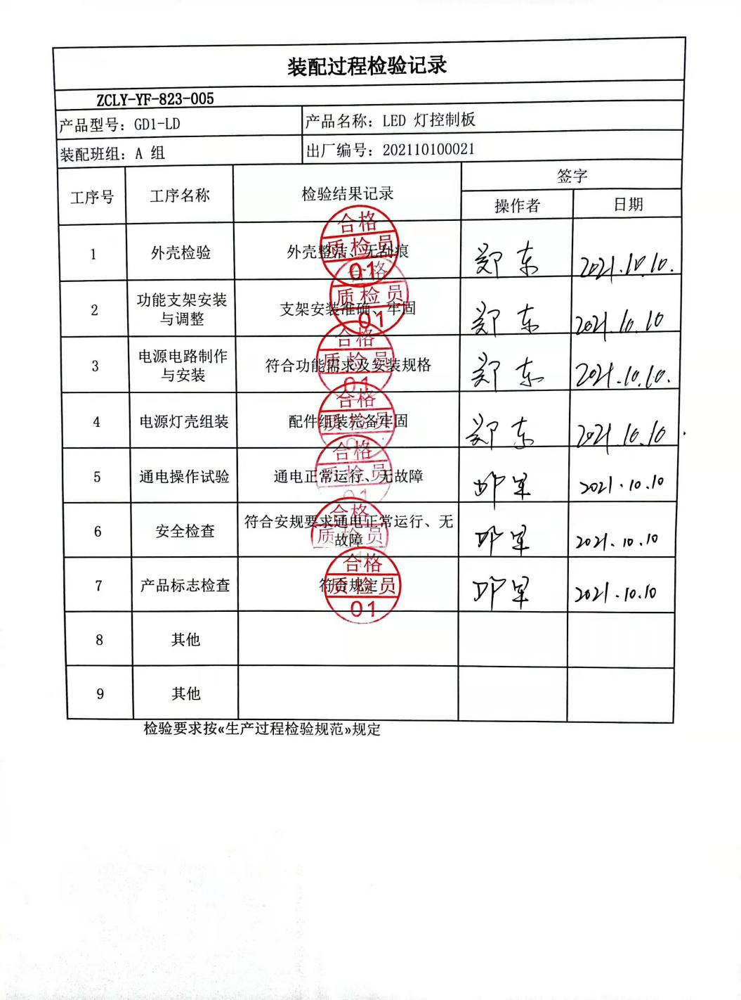 装配过程检验记录
ZCLY-YF-823-005
产品型号：GD1-LD 产品名称：LED 灯控制板
装配班组：A 组 出厂编号：202110100021
工序号 工序名称 检验结果记录 签字
操作者 日期
合格
1 外壳检验 外壳整洁、无刮痕 郑东 2021.10.10.
质检员
01
合格
2 功能支架安装与调整 支架安装准确、牢固 郑东 2021.10.10
质检员
01
合格
3 电源电路制作与安装 符合功能需求及安装规格 郑东 2021.10.10.
质检员
01
合格
4 电源灯壳组装 配件组装完备牢固 郑东 2021.10.10.
质检员
合格
5 通电操作试验 通电正常运行、无故障 军 2021.10.10
质检员
01
合格
6 安全检查 符合安规要求通电正常运行、无故障 军 2021.10.10
质检员
合格
7 产品标志检查 符合规定 军 2021.10.10
质检员
01
8 其他
9 其他
检验要求按«生产过程检验规范»规定